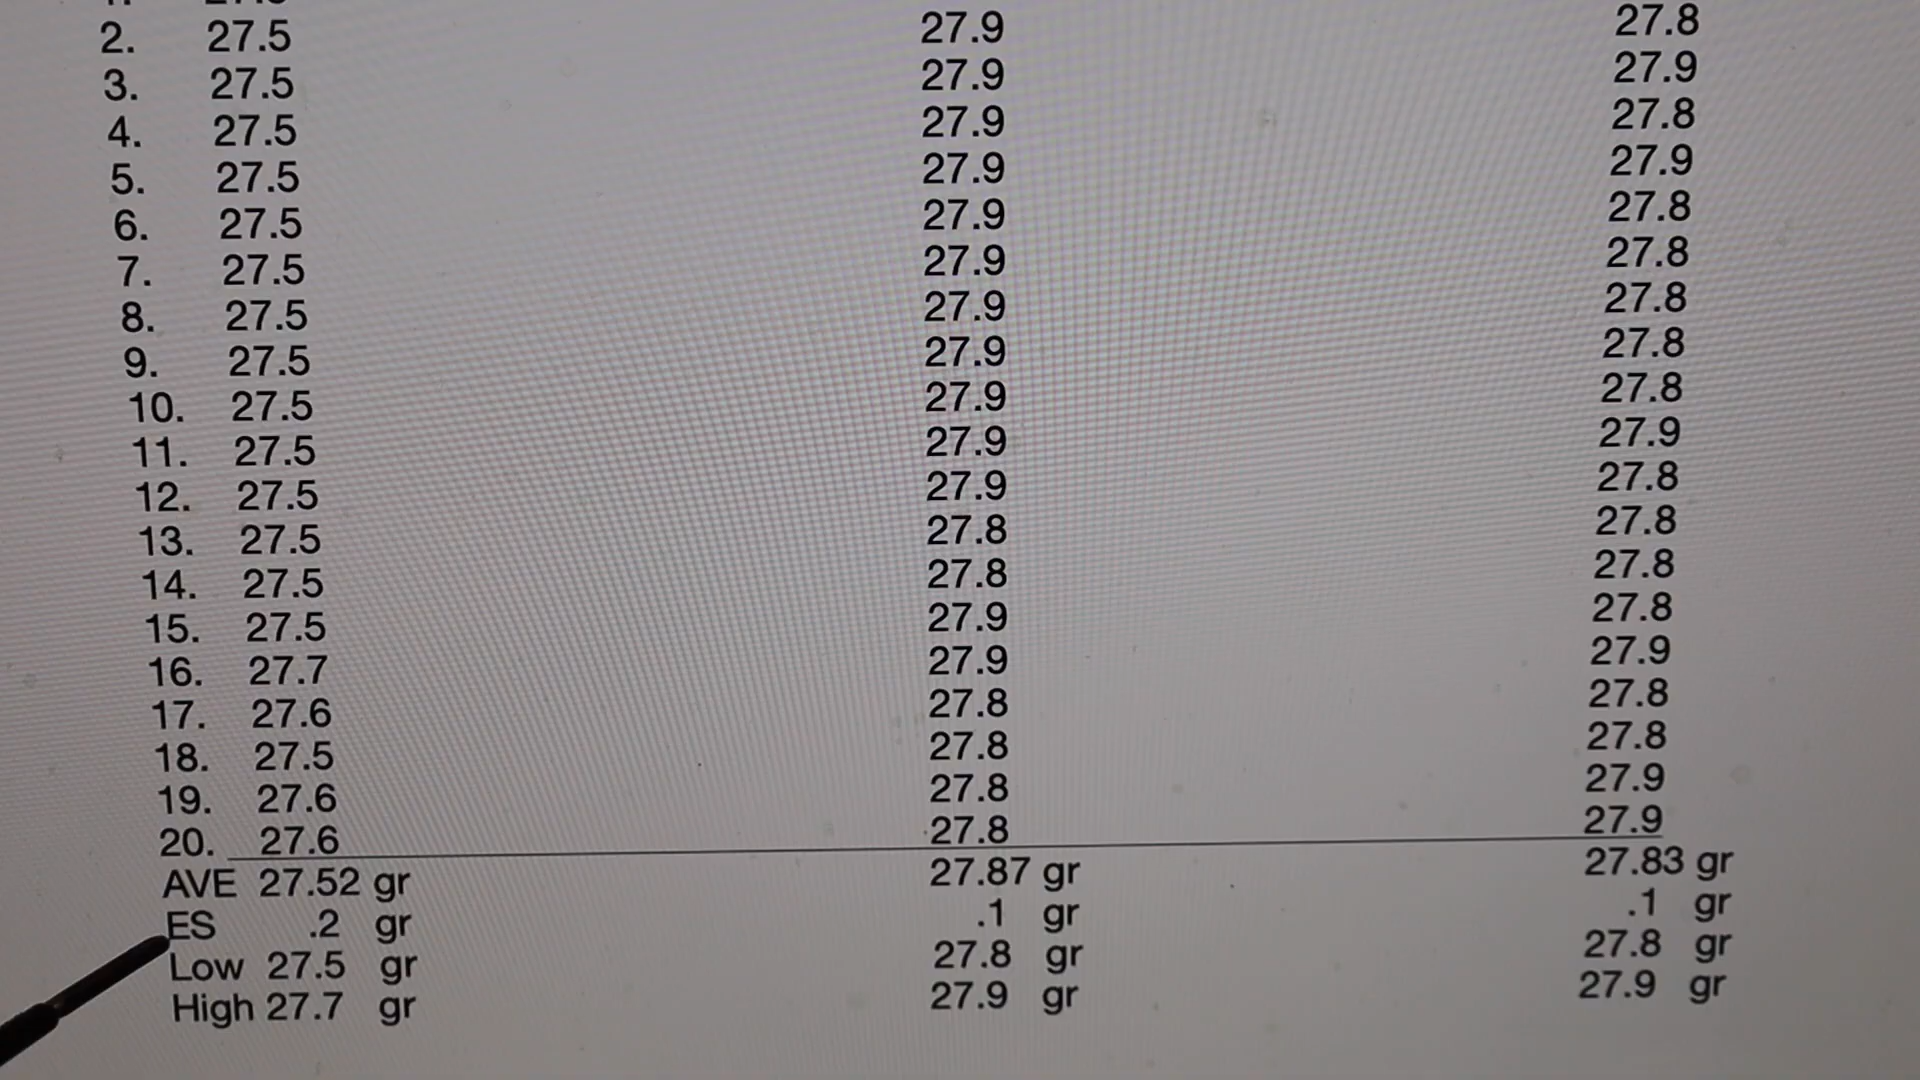 2. 27.5 27.9 27.8
3. 27.5 27.9 27.9
4. 27.5 27.9 27.8
5. 27.5 27.9 27.9
6. 27.5 27.9 27.8
7. 27.5 27.9 27.8
8. 27.5 27.9 27.8
9. 27.5 27.9 27.8
10. 27.5 27.9 27.8
11. 27.5 27.9 27.9
12. 27.5 27.9 27.8
13. 27.5 27.8 27.8
14. 27.5 27.8 27.8
15. 27.5 27.9 27.8
16. 27.7 27.9 27.9
17. 27.6 27.8 27.8
18. 27.5 27.8 27.8
19. 27.6 27.8 27.9
20. 27.6 27.8 27.9
AVE 27.52 gr 27.87 gr 27.83 gr
ES .2 gr .1 gr .1 gr
Low 27.5 gr 27.8 gr 27.8 gr
High 27.7 gr 27.9 gr 27.9 gr